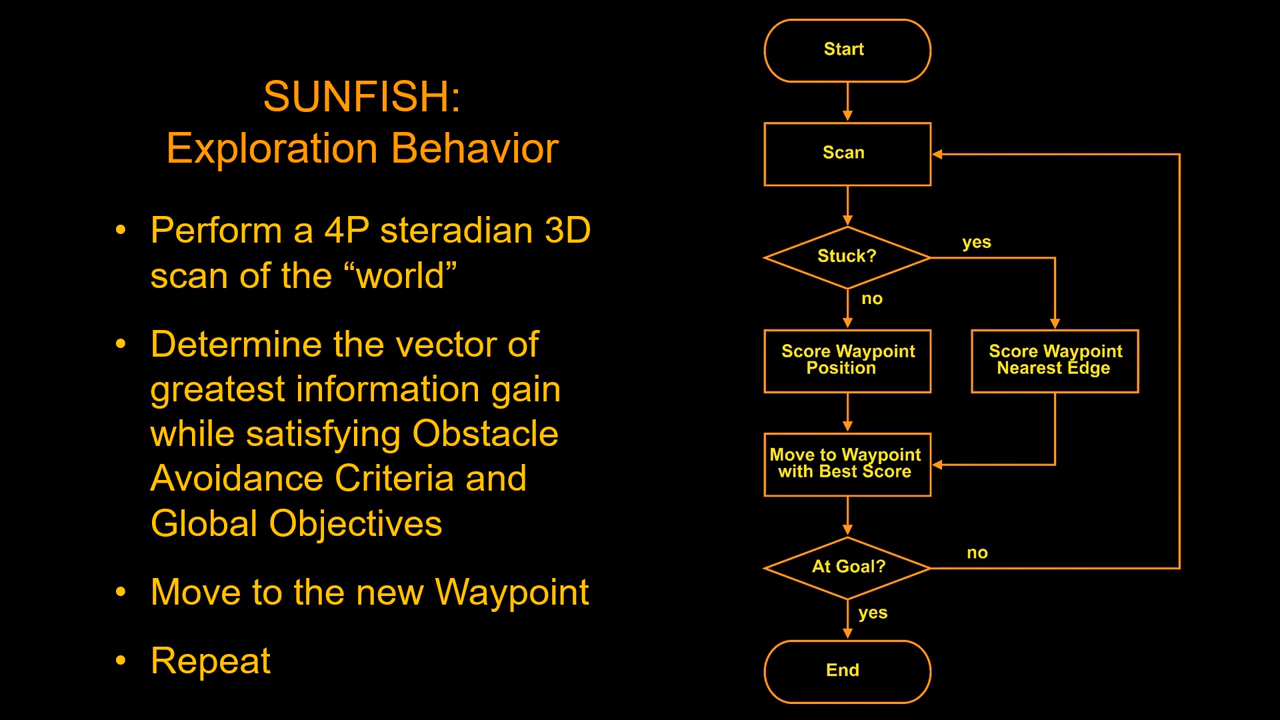 SUNFISH:
Exploration Behavior
• Perform a 4P steradian 3D
scan of the “world”
• Determine the vector of
greatest information gain
while satisfying Obstacle
Avoidance Criteria and
Global Objectives
• Move to the new Waypoint
• Repeat
Start
Scan
Stuck?
yes
no
Score Waypoint
Position
Score Waypoint
Nearest Edge
Move to Waypoint
with Best Score
At Goal?
no
yes
End